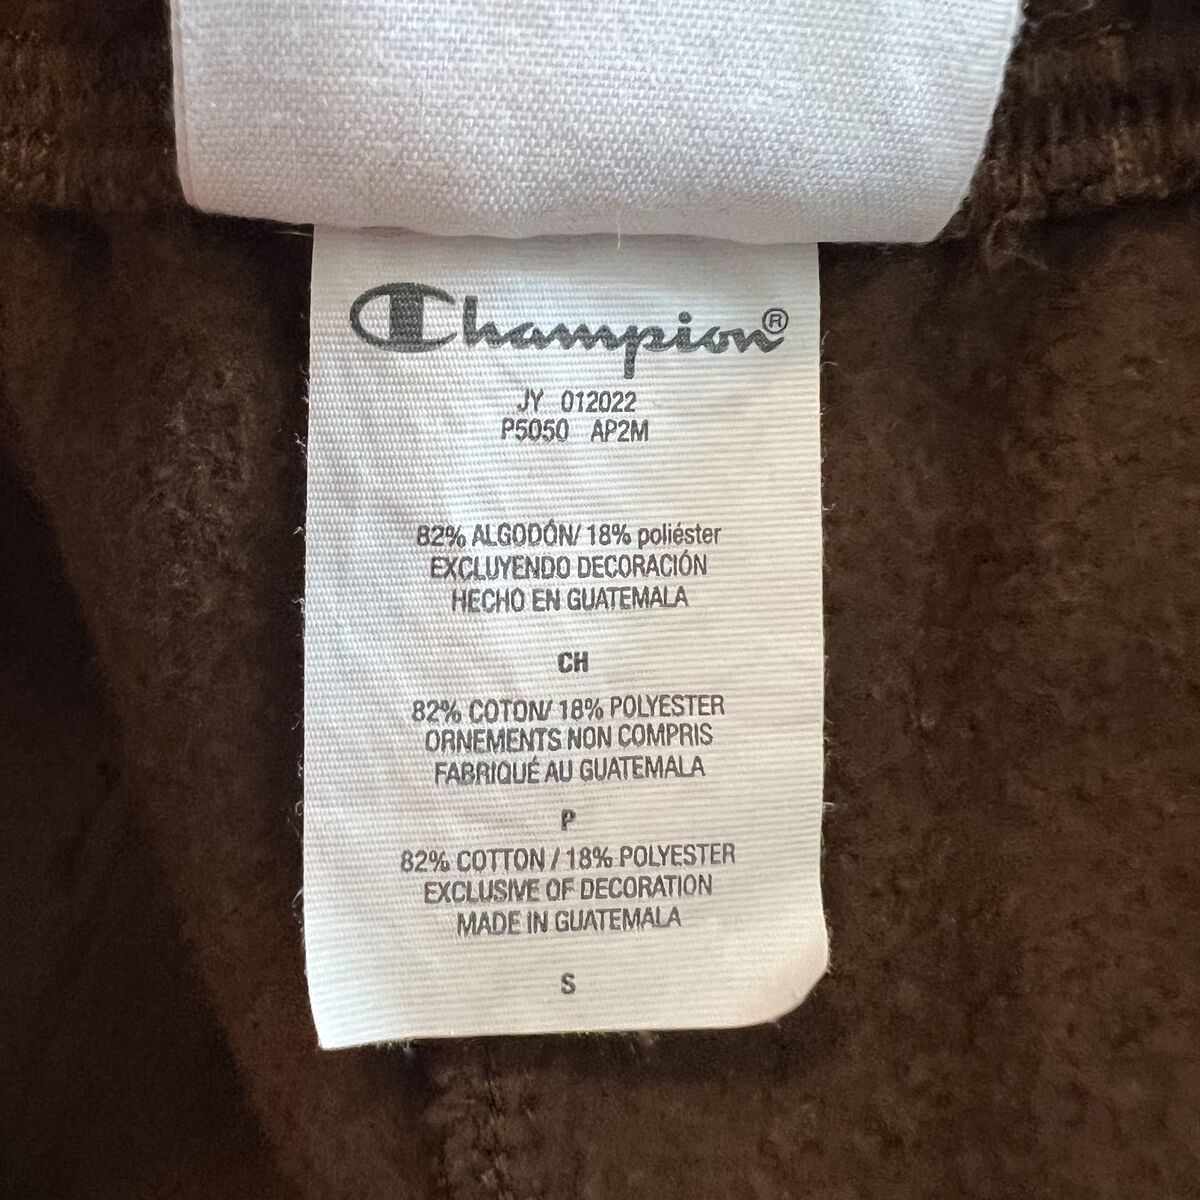 Champion®
JY 012022
P5050 AP2M
82% ALGODÓN/ 18% poliéster
EXCLUYENDO DECORACIÓN
HECHO EN GUATEMALA
CH
82% COTON/ 18% POLYESTER
ORNEMENTS NON COMPRIS
FABRIQUÉ AU GUATEMALA
P
82% COTTON / 18% POLYESTER
EXCLUSIVE OF DECORATION
MADE IN GUATEMALA
S